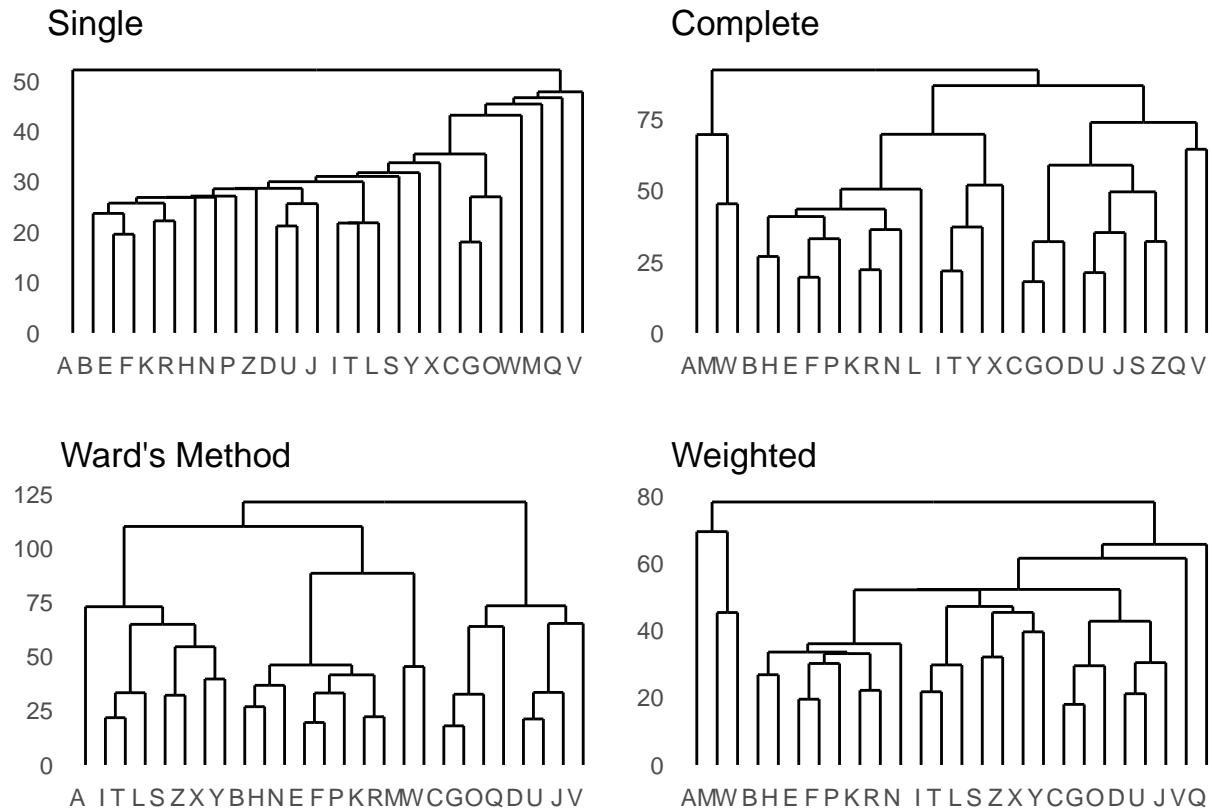 Single
50
40
30
20
10
0
A B E F K R H N P Z D U J I T L S Y X C G O W M Q V
Complete
75
50
25
0
A M W B H E F P K R N L I T Y X C G O D U J S Z Q V
Ward's Method
125
100
75
50
25
0
A I T L S Z X Y B H N E F P K R M W C G O Q D U J V
Weighted
80
60
40
20
0
A M W B H E F P K R N I T L S Z X Y C G O D U J V Q